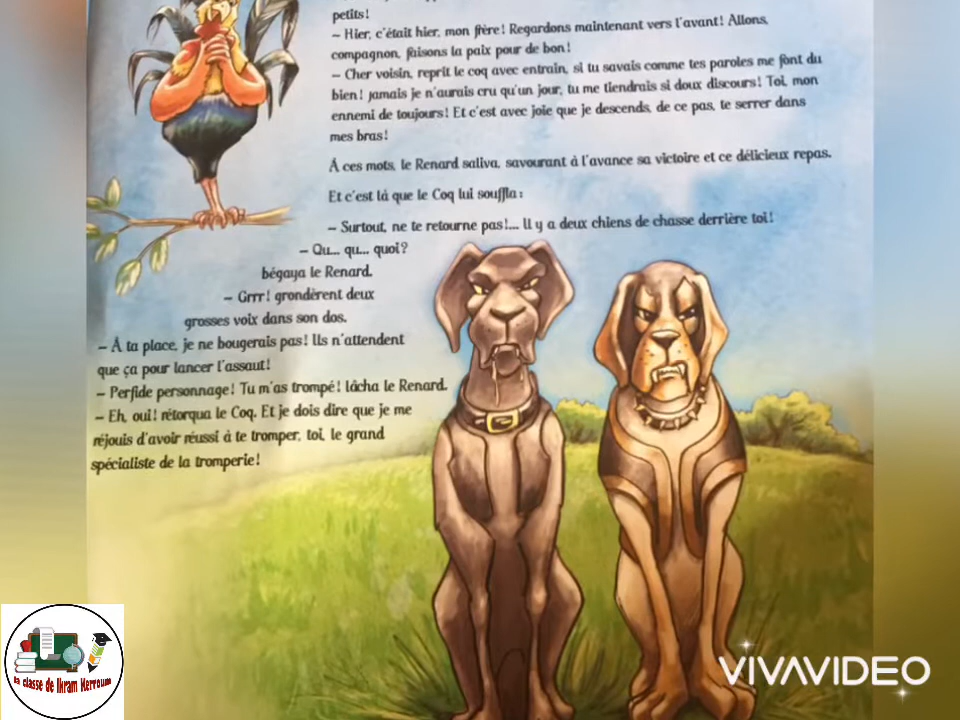 petits!
– Hier, c'était hier, mon frère! Regardons maintenant vers l'avant! Allons,
compagnon, faisons la paix pour de bon!
– Cher voisin, reprit le coq avec entrain, si tu savais comme tes paroles me font du
bien! jamais je n'aurais cru qu'un jour, tu me tiendrais si doux discours! Toi, mon
ennemi de toujours! Et c'est avec joie que je descends, de ce pas, te serrer dans
mes bras!
À ces mots, le Renard saliva, savourant à l'avance sa victoire et ce délicieux repas.
Et c'est là que le Coq lui souffla:
– Surtout, ne te retourne pas!... Il y a deux chiens de chasse derrière toi!
– Qu... qu... quoi?
bégaya le Renard.
– Grrr! grondèrent deux
grosses voix dans son dos.
– À ta place, je ne bougerais pas! Ils n'attendent
que ça pour lancer l'assaut!
– Perfide personnage! Tu m'as trompé! lâcha le Renard.
– Eh, oui! rétorqua le Coq. Et je dois dire que je me
réjouis d'avoir réussi à te tromper, toi, le grand
spécialiste de la tromperie!
la classe de Ikram Kerroumi
VIVAVIDEO